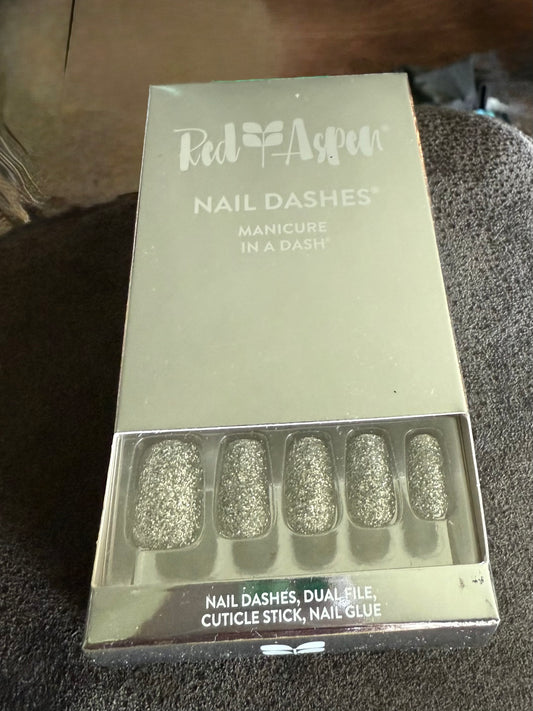 Red Aspen®
NAIL DASHES®
MANICURE
IN A DASH®
NAIL DASHES, DUAL FILE,
CUTICLE STICK, NAIL GLUE